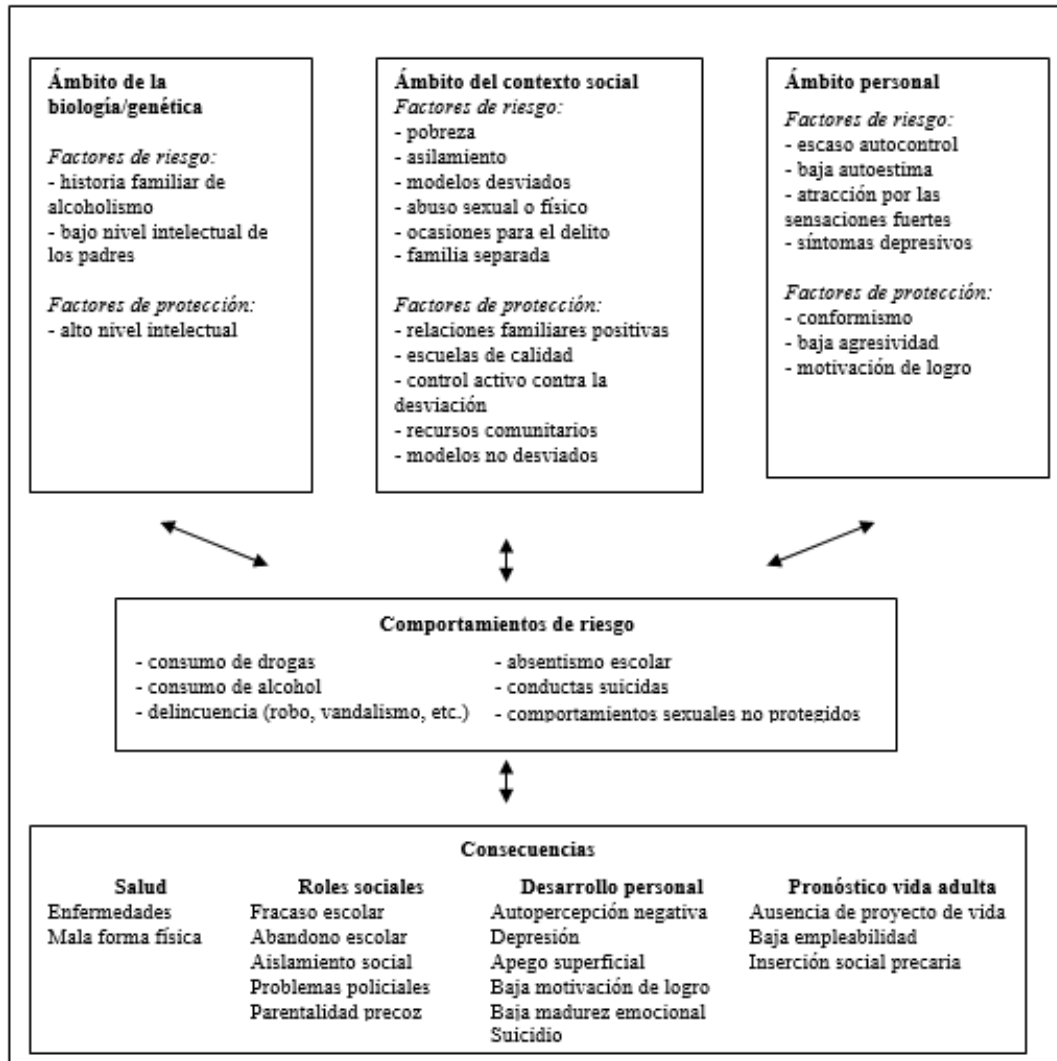 Ámbito de la
biología/genética
Factores de riesgo:
- historia familiar de
alcoholismo
- bajo nivel intelectual de
los padres
Factores de protección:
- alto nivel intelectual
Ámbito del contexto social
Factores de riesgo:
- pobreza
- asilamiento
- modelos desviados
- abuso sexual o físico
- ocasiones para el delito
- familia separada
Factores de protección:
- relaciones familiares positivas
- escuelas de calidad
- control activo contra la
desviación
- recursos comunitarios
- modelos no desviados
Ámbito personal
Factores de riesgo:
- escaso autocontrol
- baja autoestima
- atracción por las
sensaciones fuertes
- síntomas depresivos
Factores de protección:
- conformismo
- baja agresividad
- motivación de logro
Comportamientos de riesgo
- consumo de drogas
- consumo de alcohol
- delincuencia (robo, vandalismo, etc.)
- absentismo escolar
- conductas suicidas
- comportamientos sexuales no protegidos
Consecuencias
Salud
Enfermedades
Mala forma física
Roles sociales
Fracaso escolar
Abandono escolar
Aislamiento social
Problemas policiales
Parentalidad precoz
Desarrollo personal
Autopercepción negativa
Depresión
Apego superficial
Baja motivación de logro
Baja madurez emocional
Suicidio
Pronóstico vida adulta
Ausencia de proyecto de vida
Baja empleabilidad
Inserción social precaria